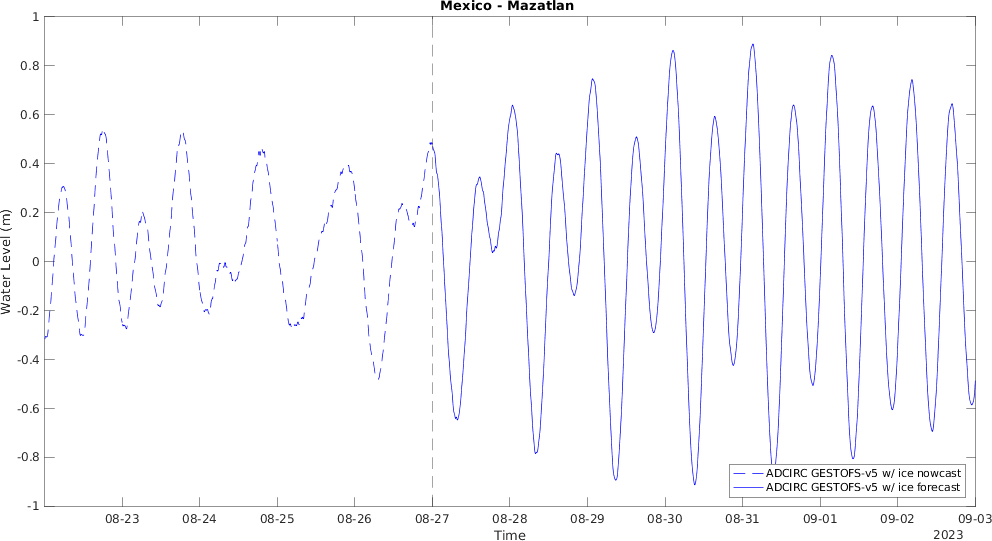 Mexico - Mazatlan
1
0.8
0.6
0.4
0.2
0
-0.2
-0.4
-0.6
-0.8
-1
Water Level (m)
ADCIRC GESTOFS-v5 w/ ice nowcast
ADCIRC GESTOFS-v5 w/ ice forecast
08-23 08-24 08-25 08-26 08-27 08-28 08-29 08-30 08-31 09-01 09-02 09-03
Time
2023